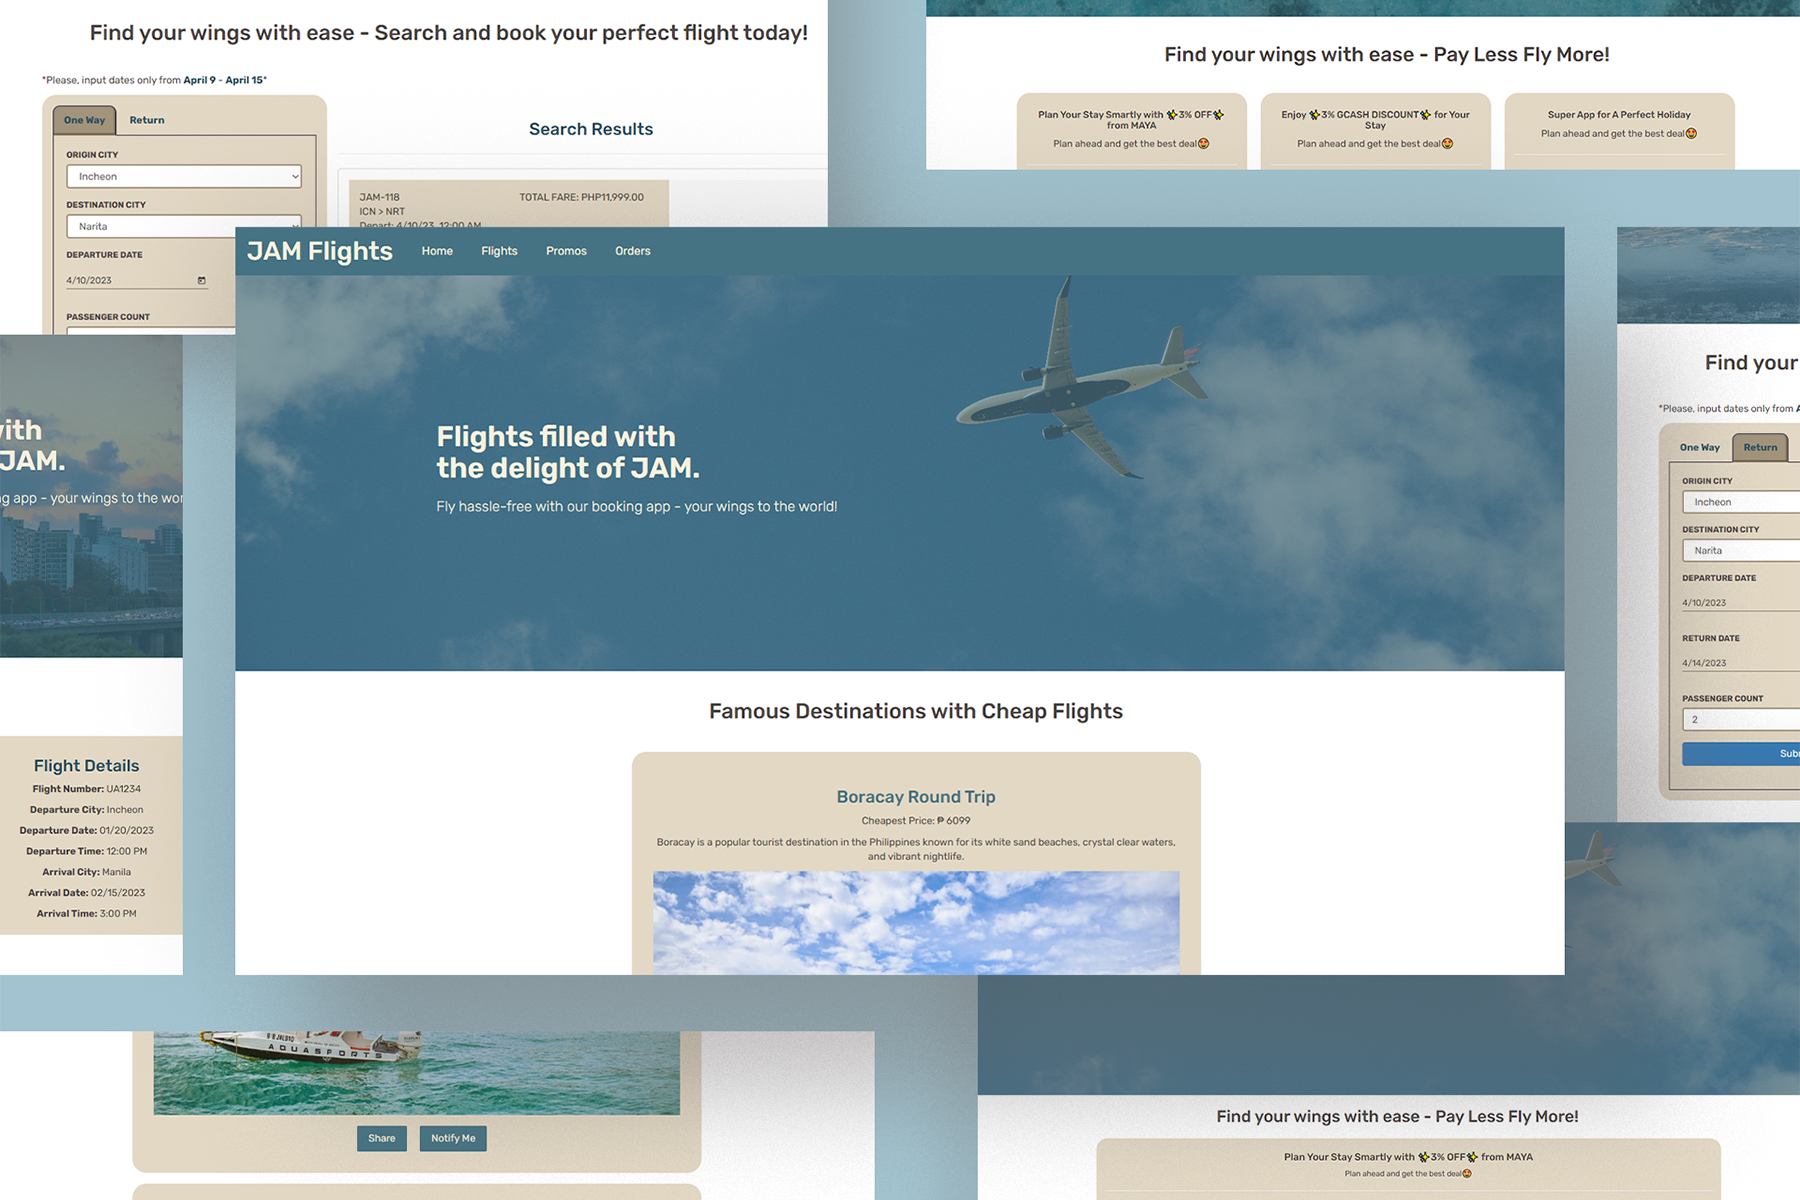 Find your wings with ease - Search and book your perfect flight today!
*Please, input dates only from April 9 - April 15*
One Way
Return
ORIGIN CITY
Incheon
DESTINATION CITY
Narita
DEPARTURE DATE
4/10/2023
PASSENGER COUNT
Search Results
JAM-118
TOTAL FARE: PHP11,999.00
ICN > NRT
Depart: 4/10/23, 12:00 AM
Find your wings with ease - Pay Less Fly More!
Plan Your Stay Smartly with ✨3% OFF✨
from MAYA
Plan ahead and get the best deal🤩
Enjoy ✨3% GCASH DISCOUNT✨ for Your
Stay
Plan ahead and get the best deal🤩
Super App for A Perfect Holiday
Plan ahead and get the best deal🤩
JAM Flights
Home
Flights
Promos
Orders
Flights filled with
the delight of JAM.
Fly hassle-free with our booking app - your wings to the world!
Famous Destinations with Cheap Flights
Boracay Round Trip
Cheapest Price: ₱ 6099
Boracay is a popular tourist destination in the Philippines known for its white sand beaches, crystal clear waters,
and vibrant nightlife.
with
JAM.
g app - your wings to the wor
Flight Details
Flight Number: UA1234
Departure City: Incheon
Departure Date: 01/20/2023
Departure Time: 12:00 PM
Arrival City: Manila
Arrival Date: 02/15/2023
Arrival Time: 3:00 PM
Find your
*Please, input dates only from A
One Way
Return
ORIGIN CITY
Incheon
DESTINATION CITY
Narita
DEPARTURE DATE
4/10/2023
RETURN DATE
4/14/2023
PASSENGER COUNT
2
Sub
AQUASPORTS
Share
Notify Me
Find your wings with ease - Pay Less Fly More!
Plan Your Stay Smartly with ✨3% OFF✨ from MAYA
Plan ahead and get the best deal🤩